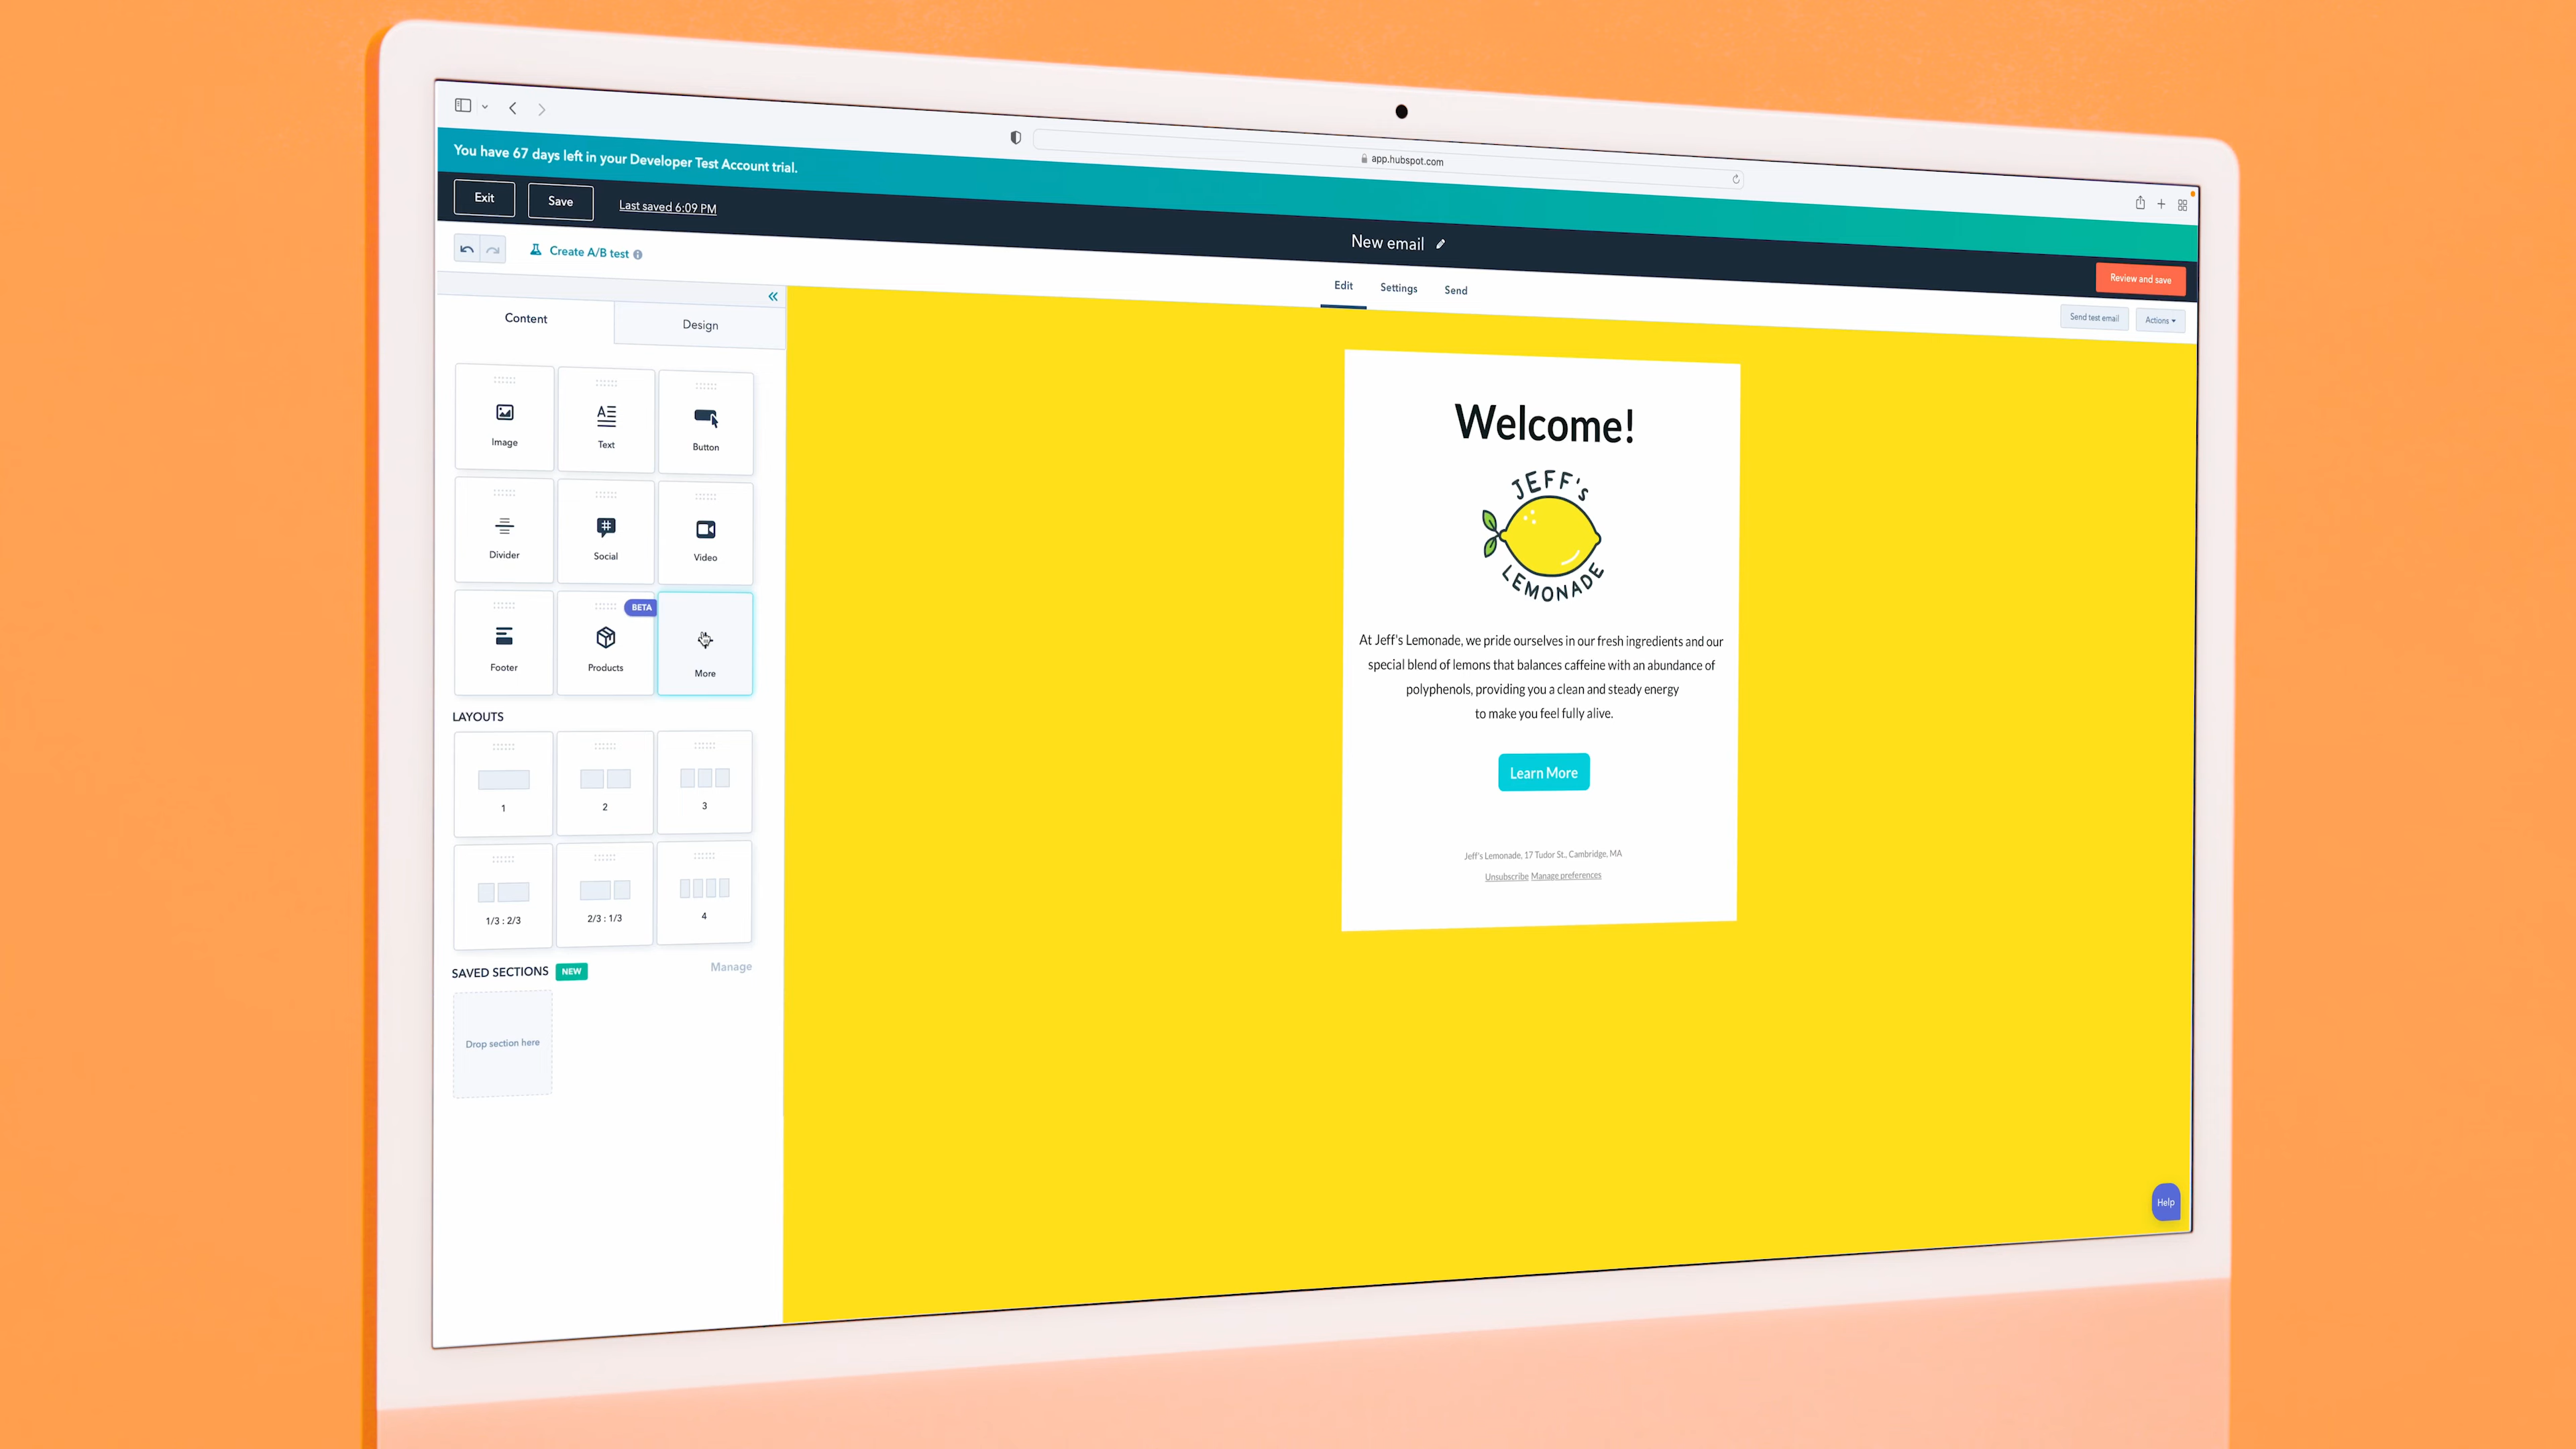 app.hubspot.com
You have 67 days left in your Developer Test Account trial.
Exit
Save
Last saved 6:09 PM
New email
Review and save
Create A/B test
Edit
Settings
Send
Send test email
Actions
Content
Design
Image
Text
Button
Divider
Social
Video
Footer
BETA
Products
More
LAYOUTS
1
2
3
1/3 : 2/3
2/3 : 1/3
4
SAVED SECTIONS
NEW
Manage
Drop section here
Welcome!
JEFF's
LEMONADE
At Jeff's Lemonade, we pride ourselves in our fresh ingredients and our
special blend of lemons that balances caffeine with an abundance of
polyphenols, providing you a clean and steady energy
to make you feel fully alive.
Learn More
Jeff's Lemonade, 17 Tudor St., Cambridge, MA
Unsubscribe Manage preferences
Help